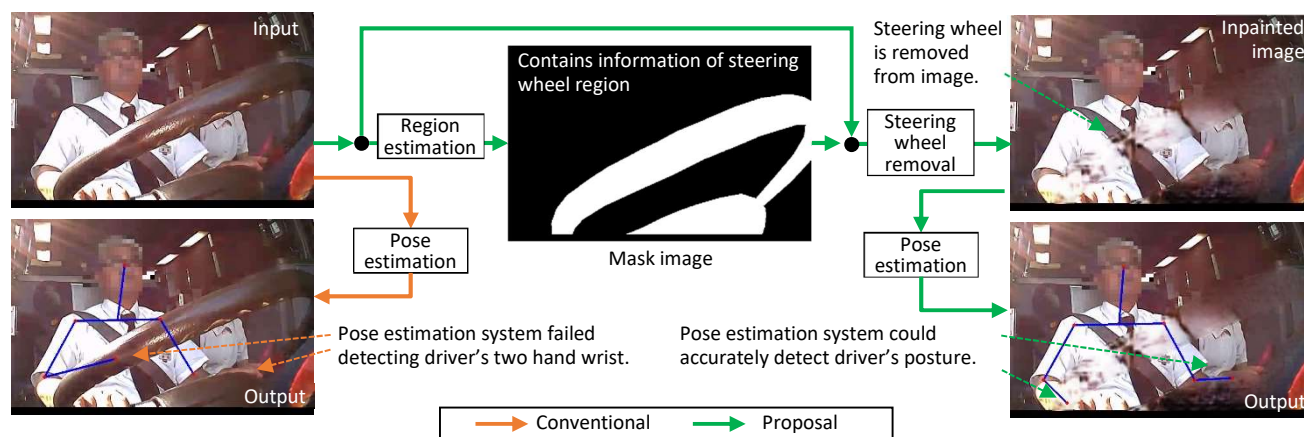 Input
Region
estimation
Contains information of steering
wheel region
Mask image
Steering wheel
is removed
from image.
Steering
wheel
removal
Inpainted
image
Pose
estimation
Pose
estimation
Pose estimation system failed
detecting driver's two hand wrist.
Output
Pose estimation system could
accurately detect driver's posture.
Output
Conventional
Proposal